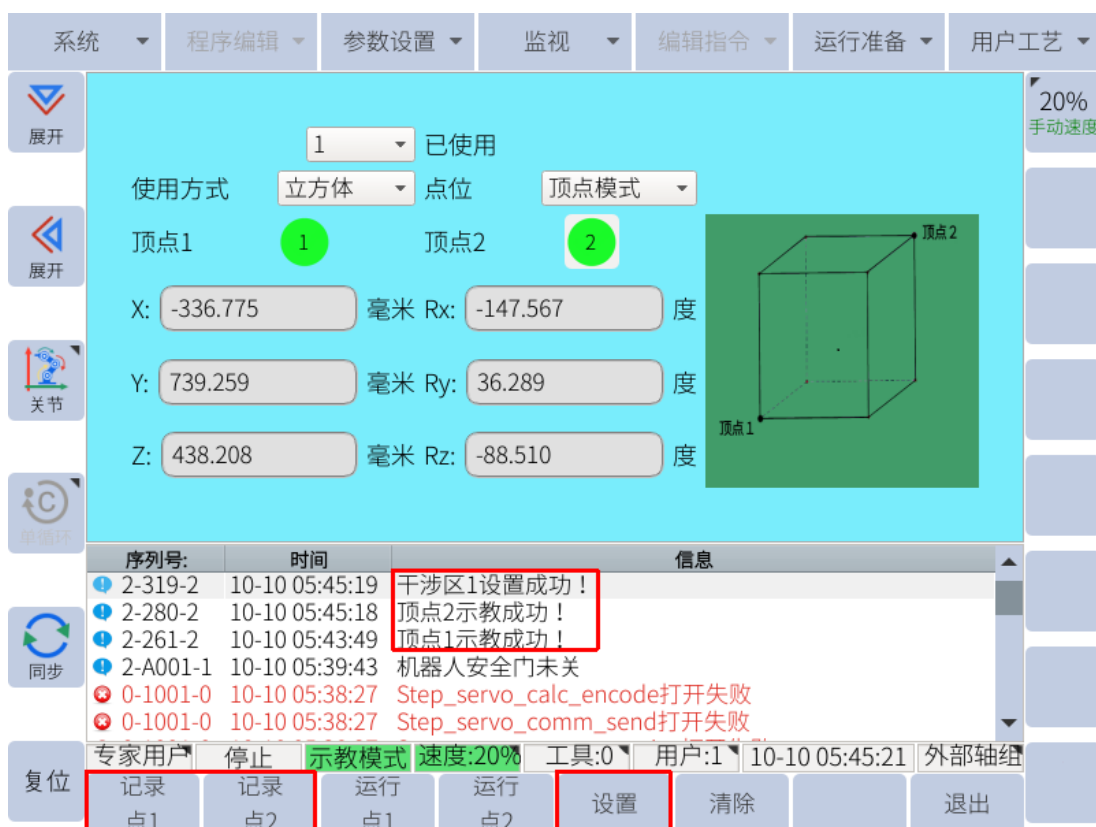 系统 程序编辑 参数设置 监视 编辑指令 运行准备 用户工艺
展开
20%
手动速度
1 已使用
使用方式 立方体 点位 顶点模式
顶点1 1 顶点2 2
展开
顶点2
X: -336.775 毫米 Rx: -147.567 度
Y: 739.259 毫米 Ry: 36.289 度
关节
顶点1
Z: 438.208 毫米 Rz: -88.510 度
单循环
序列号: 时间 信息
2-319-2 10-10 05:45:19 干涉区1设置成功！
2-280-2 10-10 05:45:18 顶点2示教成功！
2-261-2 10-10 05:43:49 顶点1示教成功！
2-A001-1 10-10 05:39:43 机器人安全门未关
0-1001-0 10-10 05:38:27 Step_servo_calc_encode打开失败
0-1001-0 10-10 05:38:27 Step_servo_comm_send打开失败
同步
专家用户 停止 示教模式 速度:20% 工具:0 用户:1 10-10 05:45:21 外部轴组
复位
记录 记录 运行 运行 设置 清除 退出
点1 点2 点1 点2